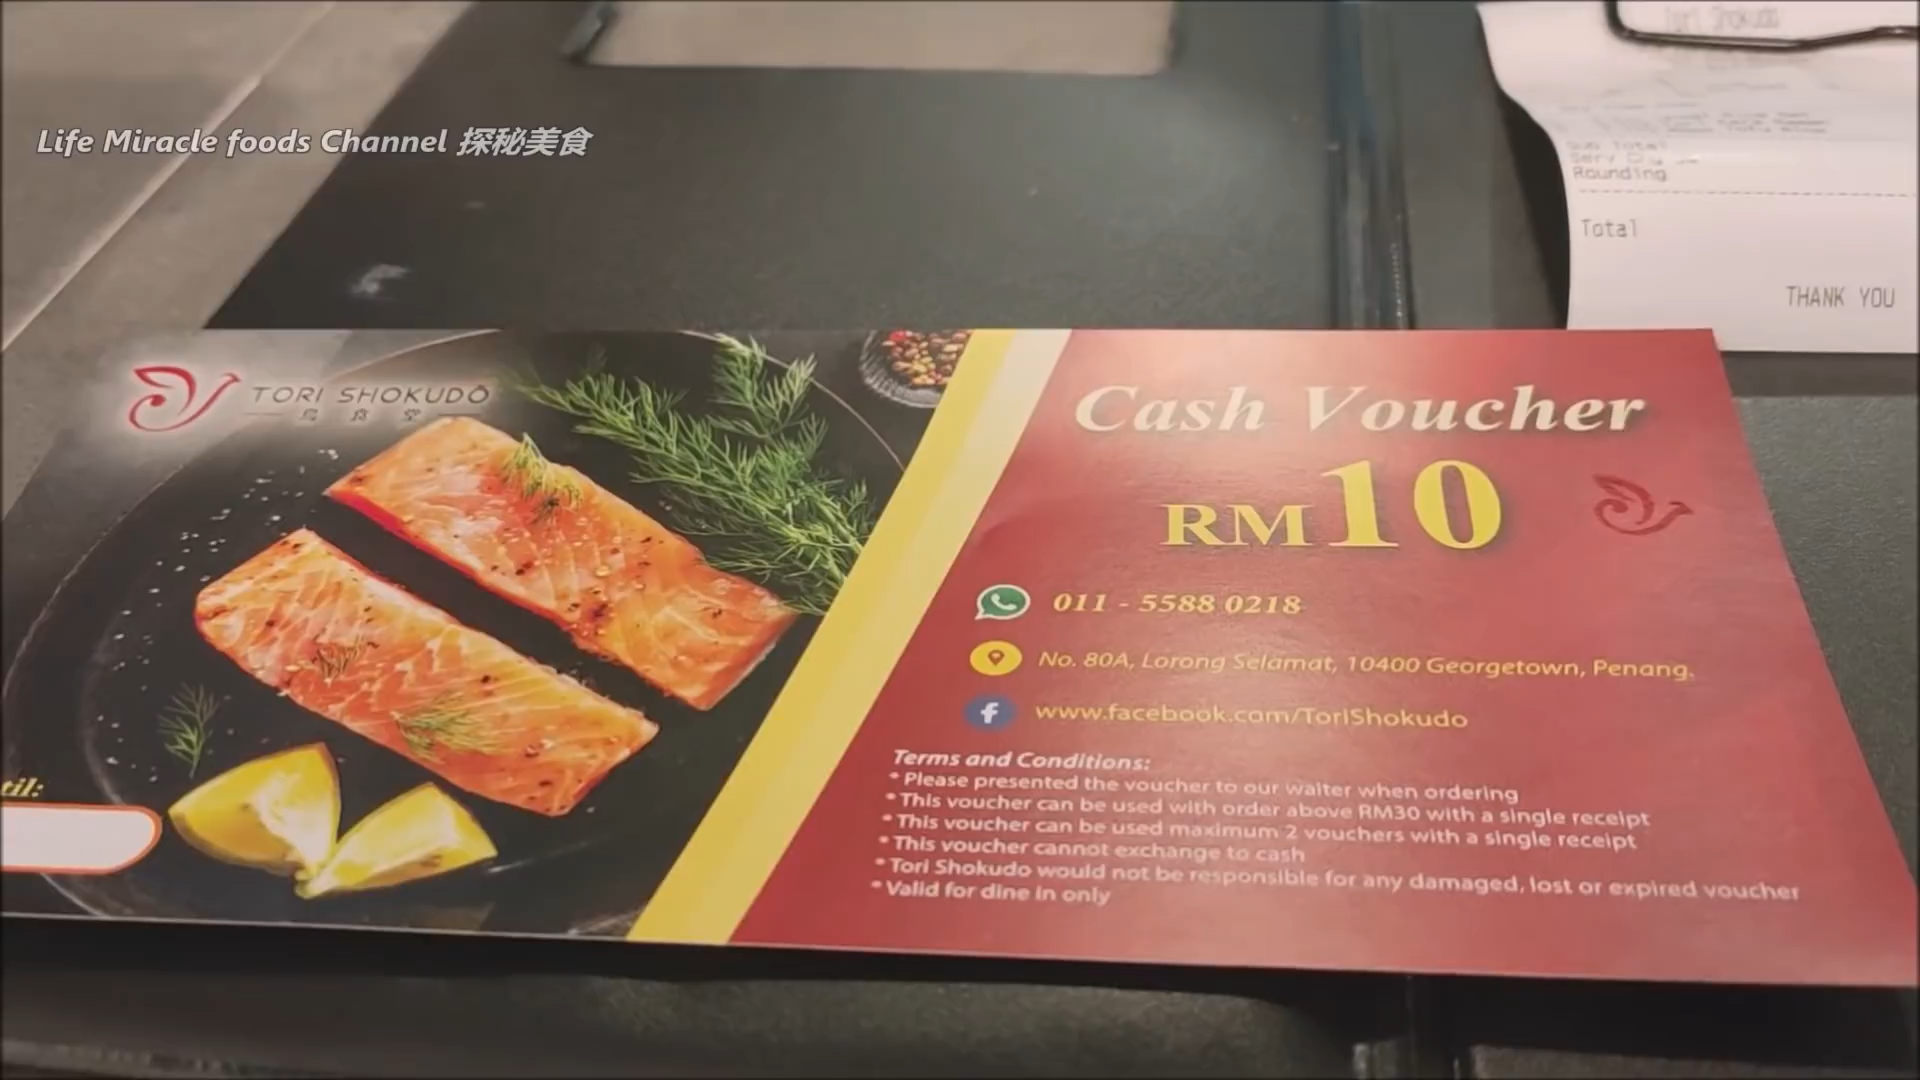 Life Miracle foods Channel 探秘美食
Rounding
Total
THANK YOU
TORI SHOKUDŌ
鳥 食 堂
til:
Cash Voucher
RM10
011 - 5588 0218
No. 80A, Lorong Selamat, 10400 Georgetown, Penang.
www.facebook.com/ToriShokudo
Terms and Conditions:
* Please presented the voucher to our waiter when ordering
* This voucher can be used with order above RM30 with a single receipt
* This voucher can be used maximum 2 vouchers with a single receipt
* This voucher cannot exchange to cash
* Tori Shokudo would not be responsible for any damaged, lost or expired voucher
* Valid for dine in only